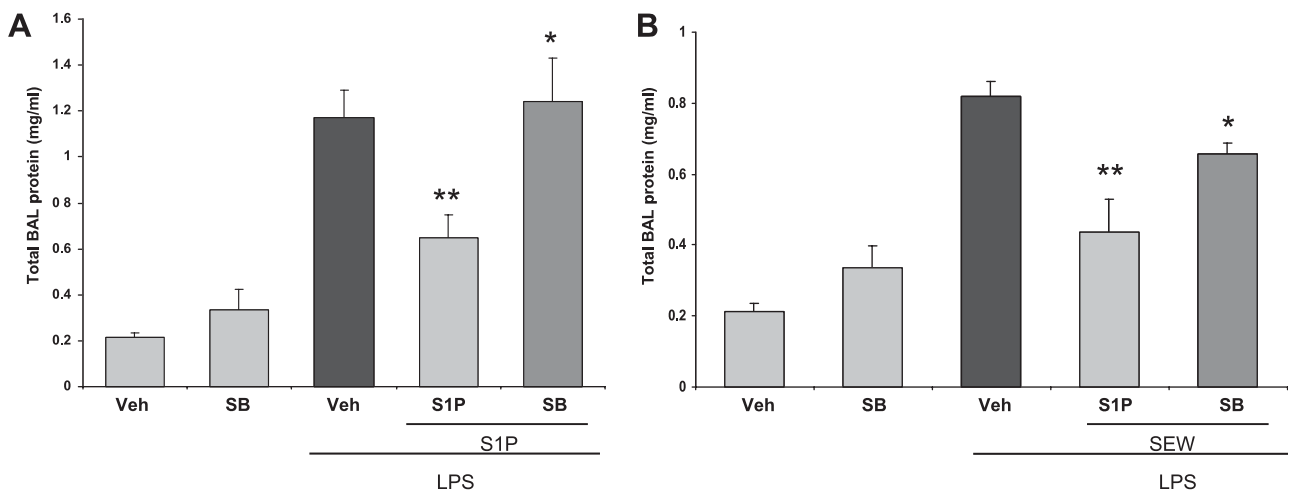 A
Total BAL protein (mg/ml)
1.6
1.4
1.2
1
0.8
0.6
0.4
0.2
0
**
*
Veh SB Veh S1P SB
S1P
LPS
B
Total BAL protein (mg/ml)
1
0.8
0.6
0.4
0.2
0
**
*
Veh SB Veh S1P SB
SEW
LPS